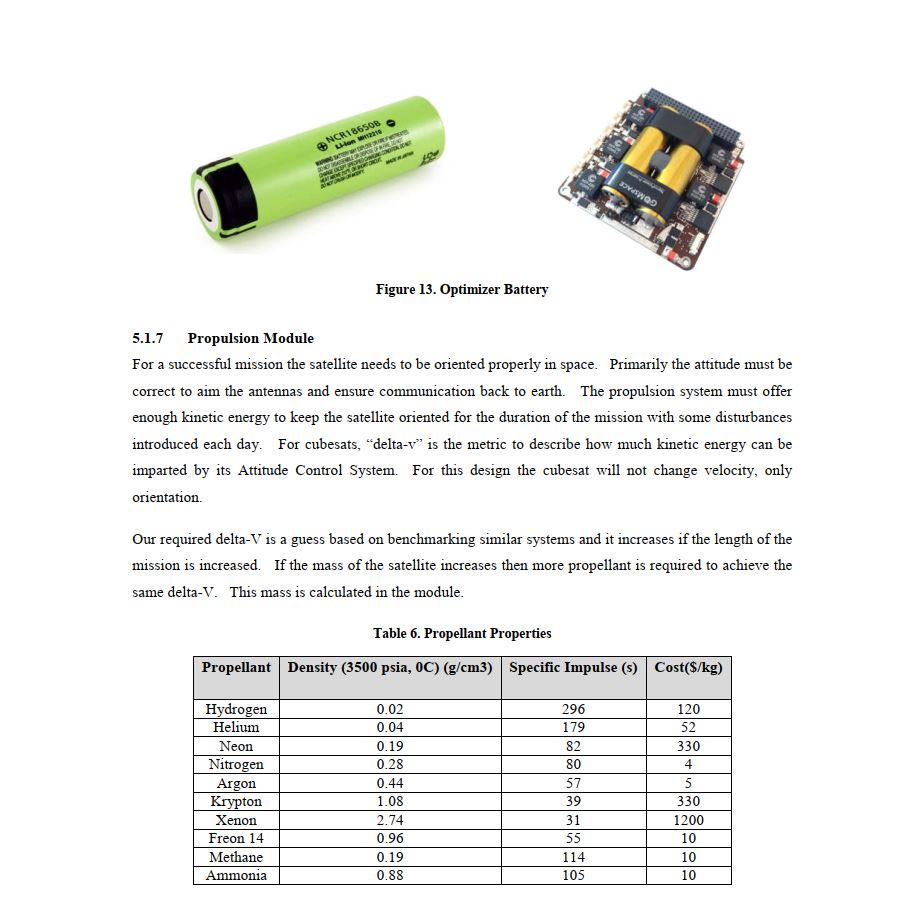 NCR18650B
Li-ion MH12210
MADE IN JAPAN
GOMSPACE
Figure 13. Optimizer Battery
5.1.7 Propulsion Module
For a successful mission the satellite needs to be oriented properly in space. Primarily the attitude must be
correct to aim the antennas and ensure communication back to earth. The propulsion system must offer
enough kinetic energy to keep the satellite oriented for the duration of the mission with some disturbances
introduced each day. For cubesats, “delta-v” is the metric to describe how much kinetic energy can be
imparted by its Attitude Control System. For this design the cubesat will not change velocity, only
orientation.
Our required delta-V is a guess based on benchmarking similar systems and it increases if the length of the
mission is increased. If the mass of the satellite increases then more propellant is required to achieve the
same delta-V. This mass is calculated in the module.
Table 6. Propellant Properties
Propellant Density (3500 psia, 0C) (g/cm3) Specific Impulse (s) Cost($/kg)
Hydrogen 0.02 296 120
Helium 0.04 179 52
Neon 0.19 82 330
Nitrogen 0.28 80 4
Argon 0.44 57 5
Krypton 1.08 39 330
Xenon 2.74 31 1200
Freon 14 0.96 55 10
Methane 0.19 114 10
Ammonia 0.88 105 10